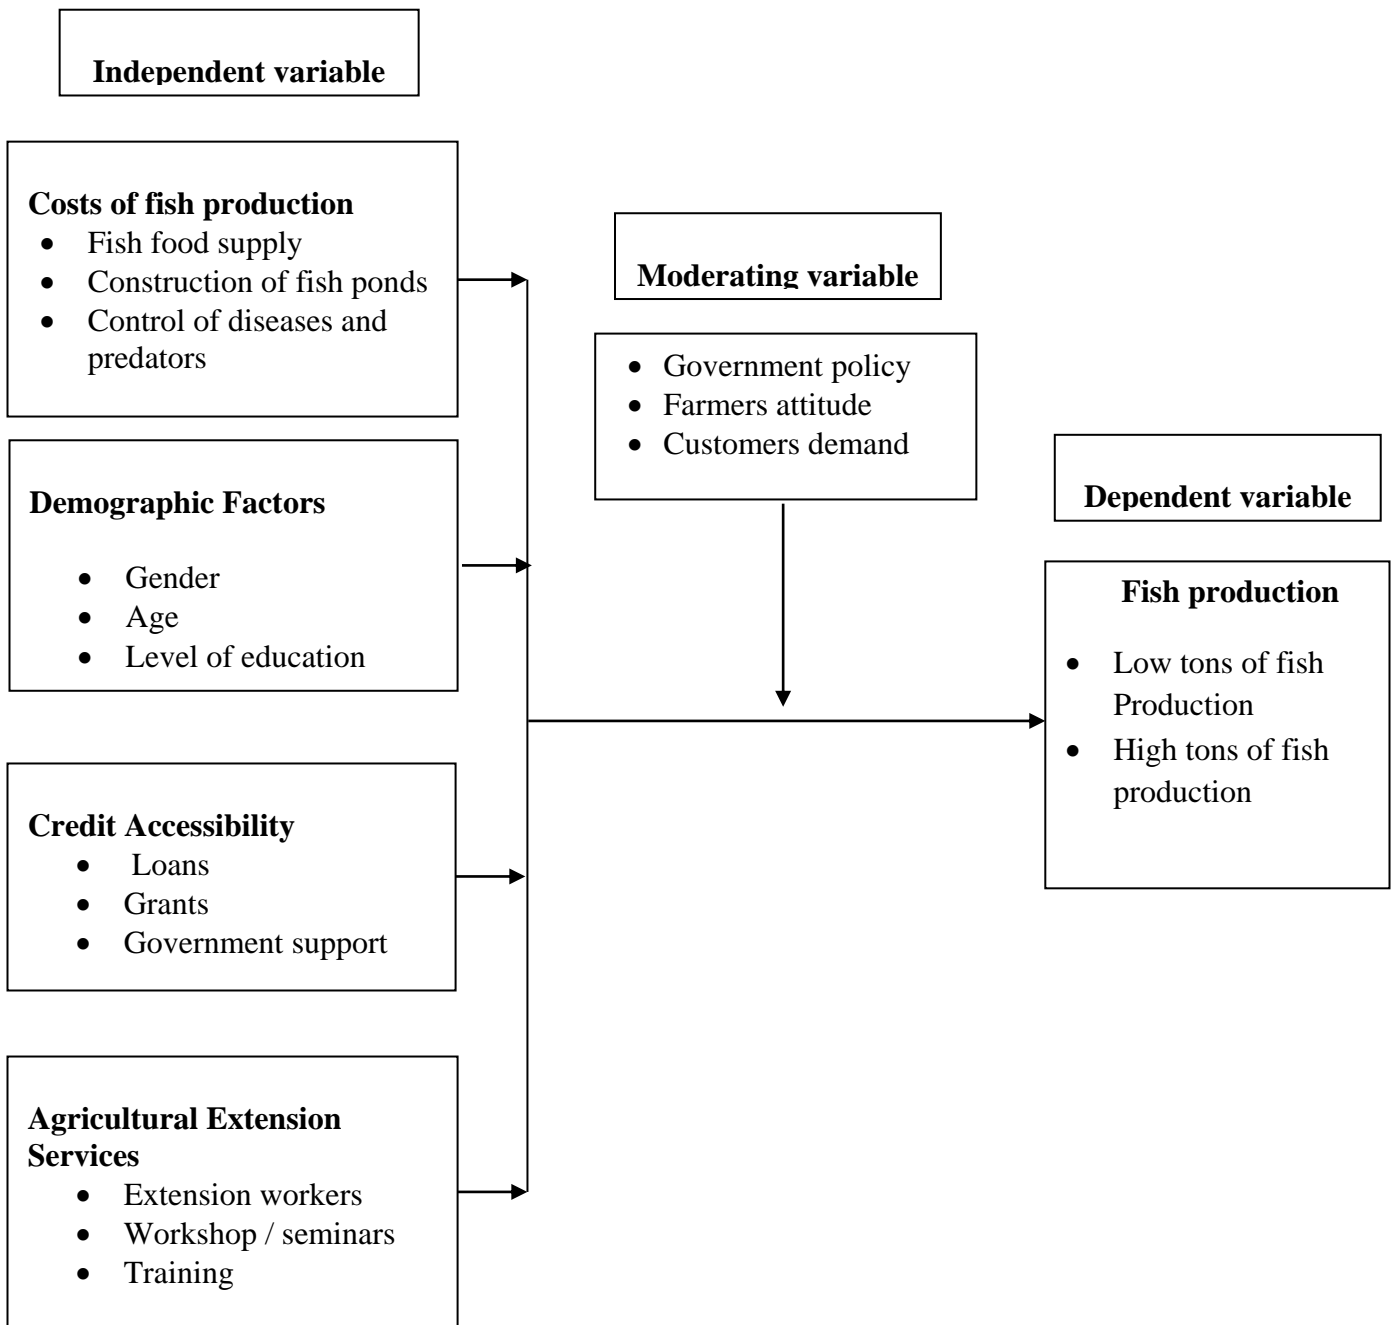 Independent variable
Costs of fish production
• Fish food supply
• Construction of fish ponds
• Control of diseases and
predators
Demographic Factors
• Gender
• Age
• Level of education
Credit Accessibility
• Loans
• Grants
• Government support
Agricultural Extension
Services
• Extension workers
• Workshop / seminars
• Training
Moderating variable
• Government policy
• Farmers attitude
• Customers demand
Dependent variable
Fish production
• Low tons of fish
Production
• High tons of fish
production